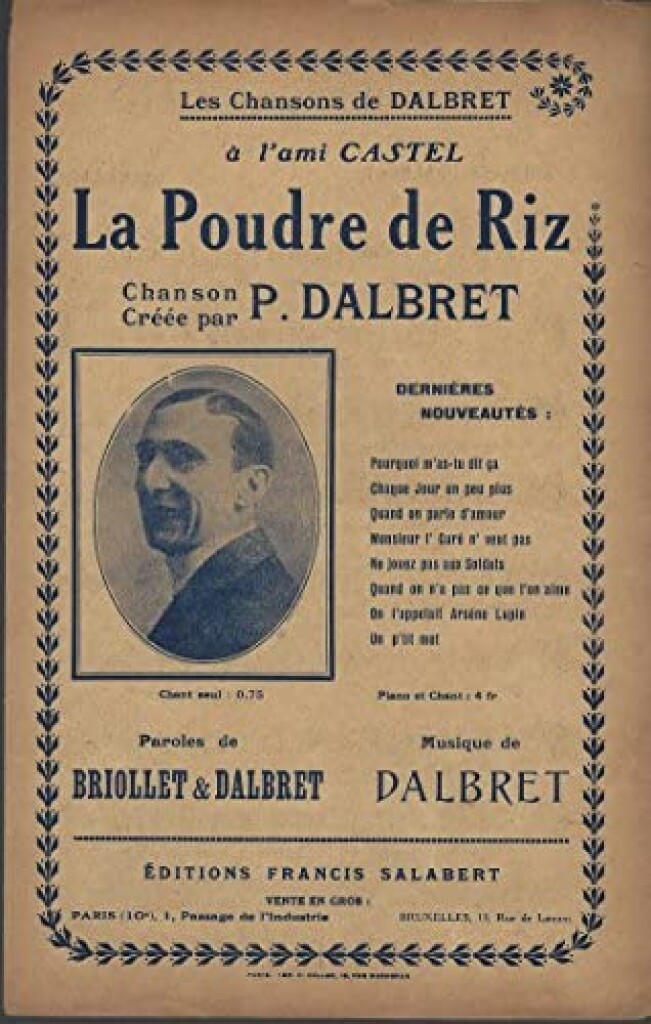 Les Chansons de DALBRET
à l'ami CASTEL
La Poudre de Riz
Chanson
Créée par P. DALBRET
DERNIÈRES
NOUVEAUTÉS :
Pourquoi m'as-tu dit ça
Chaque Jour un peu plus
Quand on parle d'amour
Monsieur l' Curé n' veut pas
Ne jouez pas aux Soldats
Quand on n'a pas ce que l'on aime
On l'appelait Arsène Lupin
Un p'tit mot
Chant seul : 0,75
Piano et Chant : 4 fr
Paroles de
BRIOLLET & DALBRET
Musique de
DALBRET
ÉDITIONS FRANCIS SALABERT
VENTE EN GROS :
PARIS (10e), 1, Passage de l'Industrie
BRUXELLES, Rue de
PARIS